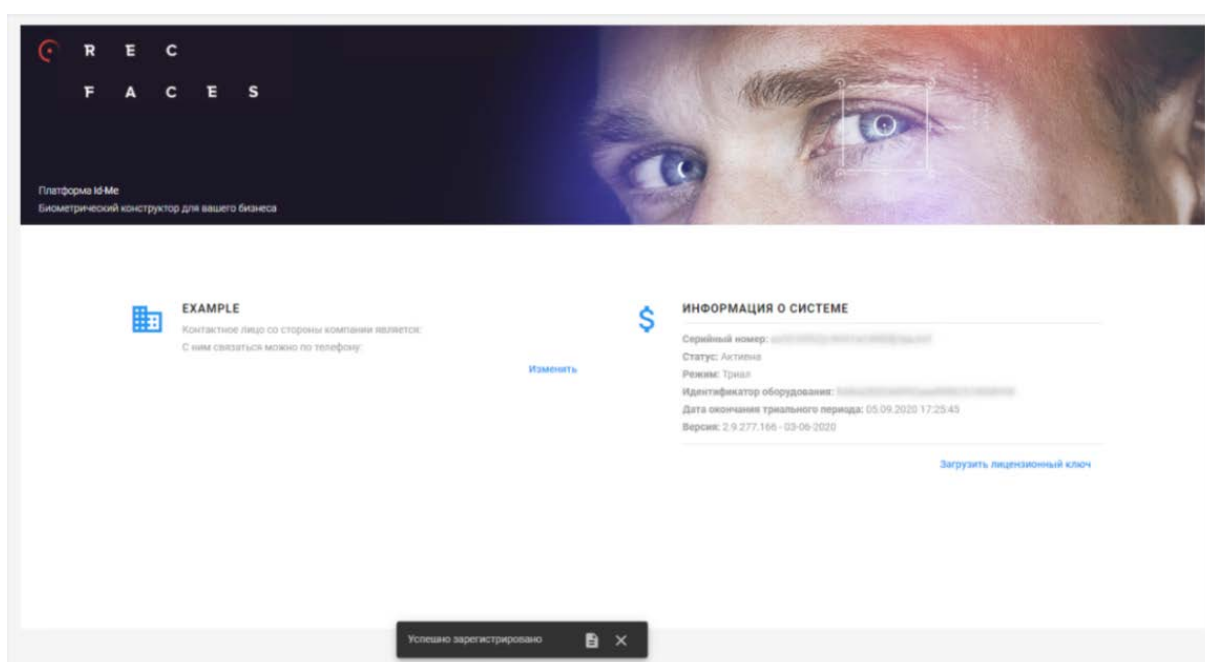 REC
FACES
Платформа Id-Me
Биометрический конструктор для вашего бизнеса
EXAMPLE
Контактное лицо со стороны компании является:
С ним связаться можно по телефону:
Изменить
ИНФОРМАЦИЯ О СИСТЕМЕ
Серийный номер:
Статус: Активна
Режим: Триал
Идентификатор оборудования:
Дата окончания триального периода: 05.09.2020 17:25:45
Версия: 2.9.277.166 - 03-06-2020
Загрузить лицензионный ключ
Успешно зарегистрировано